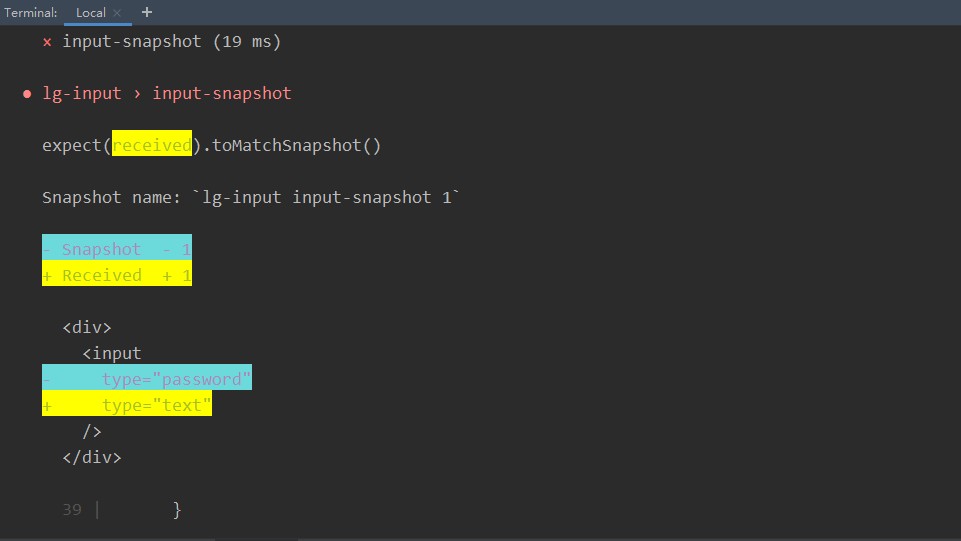 Terminal: Local × +
× input-snapshot (19 ms)
● lg-input › input-snapshot
expect(received).toMatchSnapshot()
Snapshot name: `lg-input input-snapshot 1`
- Snapshot  - 1
+ Received  + 1
<div>
<input
-     type="password"
+     type="text"
/>
</div>
39 |       }